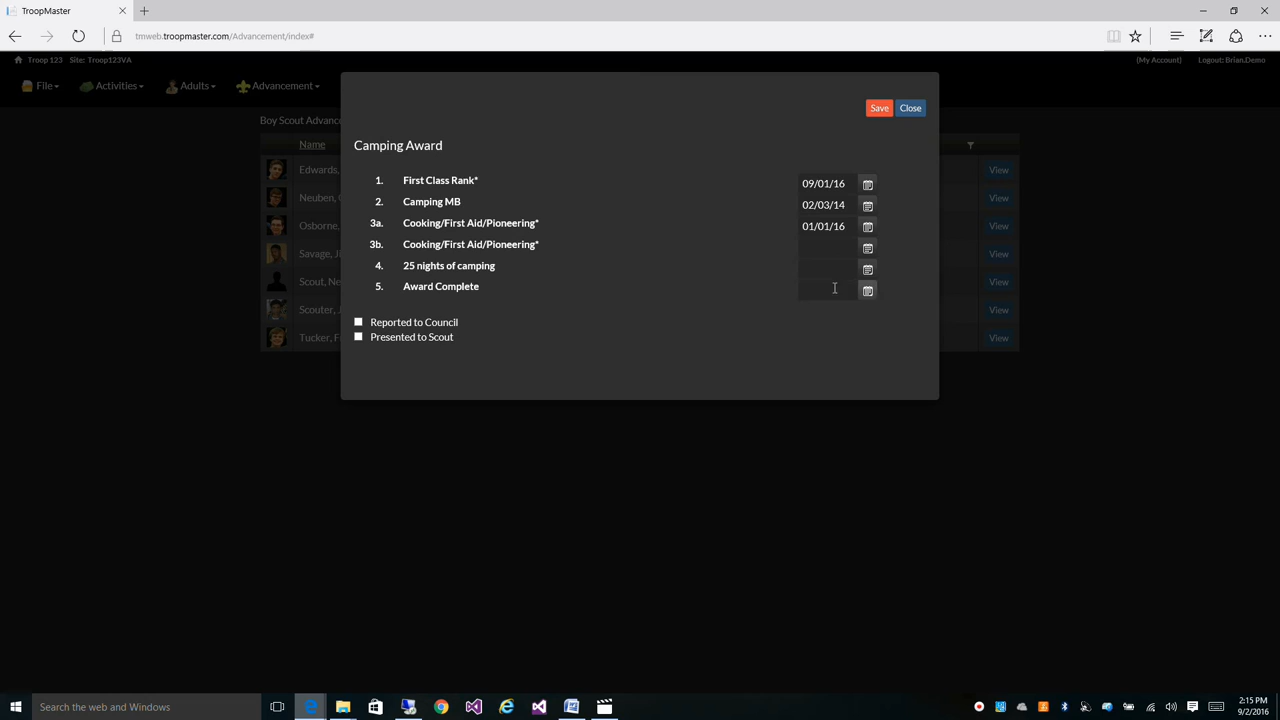 TroopMaster
tmweb.troopmaster.com/Advancement/index#
Troop 123 Site: Troop123VA
(My Account) Logout: Brian.Demo
File Activities Adults Advancement
Save Close
Boy Scout Advanc
Camping Award
Name
1. First Class Rank* 09/01/16
Edwards, View
2. Camping MB 02/03/14
Neuben, View
3a. Cooking/First Aid/Pioneering* 01/01/16
Osborne, View
3b. Cooking/First Aid/Pioneering*
Savage, J View
4. 25 nights of camping
Scout, Ne View
5. Award Complete
Scouter, View
Reported to Council
Tucker, F View
Presented to Scout
Search the web and Windows
2:15 PM
9/2/2016